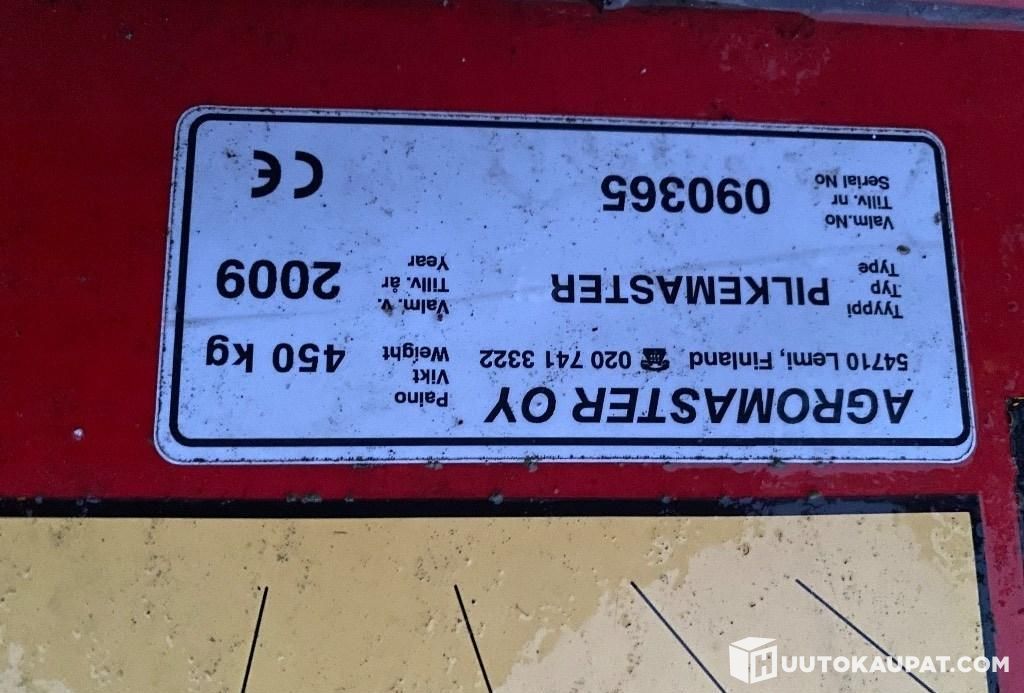 AGROMASTER OY
54710 Lemi, Finland ☎ 020 741 3322
Tyyppi
Typ
Type
PILKEMASTER
Valm.No
Tillv. nr
Serial No
090365
Paino
Vikt
Weight
450 kg
Valm. v.
Tillv. år
Year
2009
CE
HUUTOKAUPAT.COM